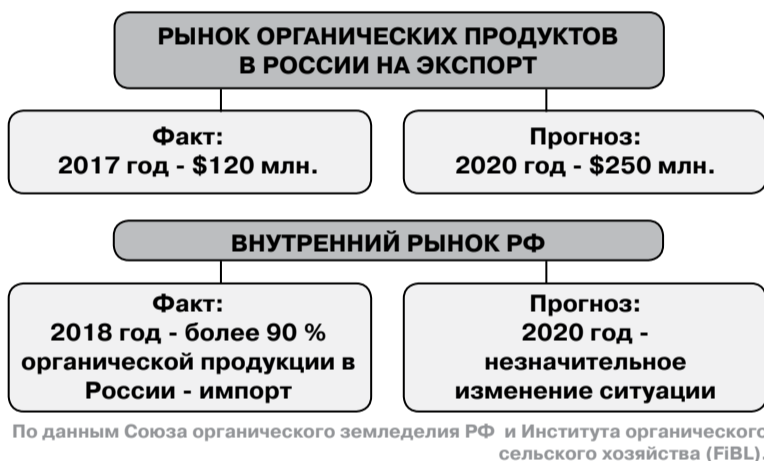 РЫНОК ОРГАНИЧЕСКИХ ПРОДУКТОВ
В РОССИИ НА ЭКСПОРТ
Факт:
2017 год - $120 млн.
Прогноз:
2020 год - $250 млн.
ВНУТРЕННИЙ РЫНОК РФ
Факт:
2018 год - более 90 %
органической продукции в
России - импорт
Прогноз:
2020 год -
незначительное
изменение ситуации
По данным Союза органического земледелия РФ и Института органического
сельского хозяйства (FiBL).